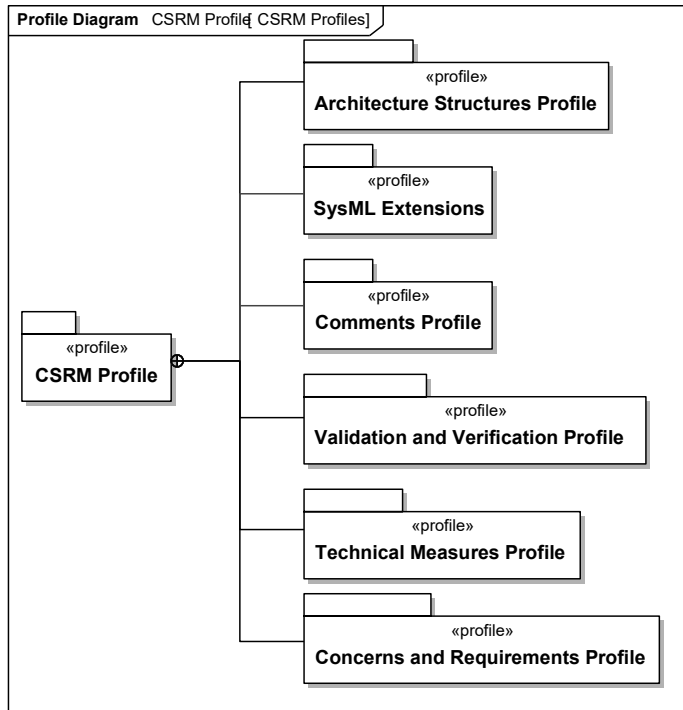 Profile Diagram CSRM Profile[ CSRM Profiles]
«profile»
Architecture Structures Profile
«profile»
SysML Extensions
«profile»
Comments Profile
«profile»
CSRM Profile
«profile»
Validation and Verification Profile
«profile»
Technical Measures Profile
«profile»
Concerns and Requirements Profile